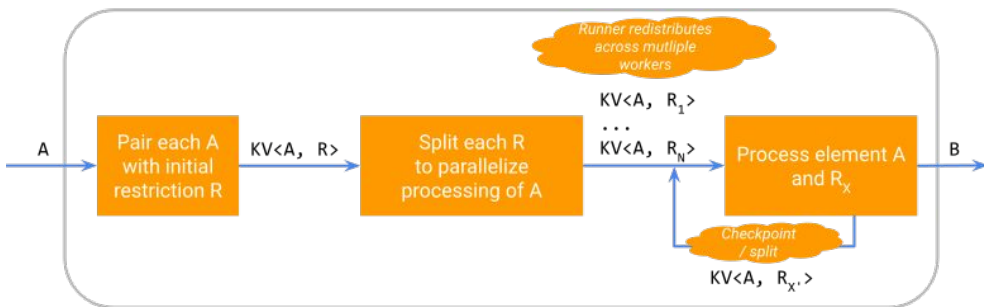 Runner redistributes
across mutliple
workers
A
Pair each A
with initial
restriction R
KV<A, R>
Split each R
to parallelize
processing of A
KV<A, R1>
...
KV<A, RN>
Process element A
and RX
B
Checkpoint
/ split
KV<A, RX'>